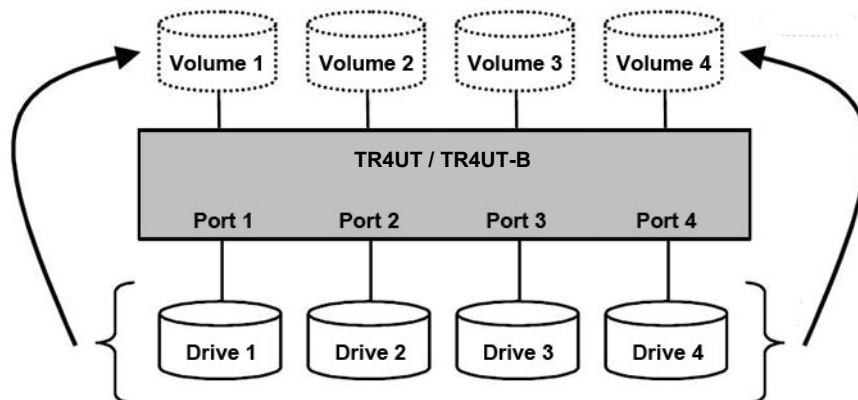 Volume 1 Volume 2 Volume 3 Volume 4
TR4UT / TR4UT-B
Port 1 Port 2 Port 3 Port 4
Drive 1 Drive 2 Drive 3 Drive 4